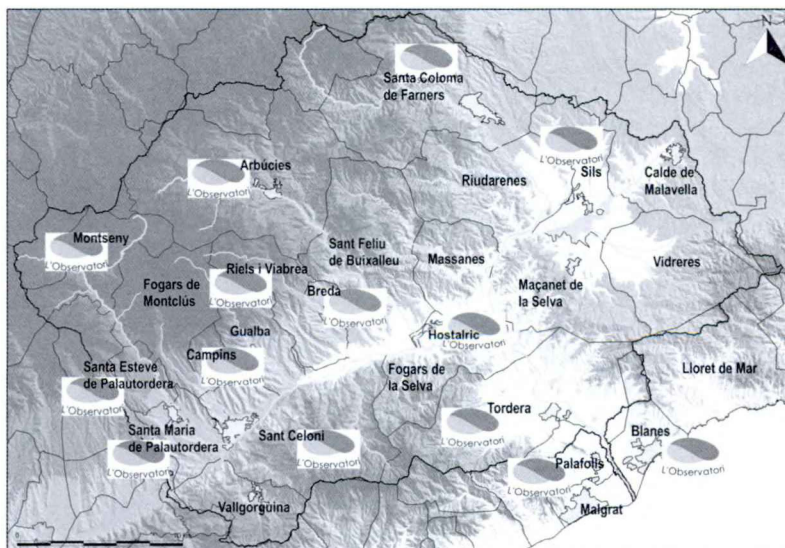 N
Santa Coloma
de Farners
L'Observatori
Sils
Calde de
Malavella
Arbúcies
L'Observatori
Riudarenes
Montseny
L'Observatori
Sant Feliu
de Buixalleu
Massanes
Vidreres
Fogars de
Montclús
Riels i Viabrea
L'Observatori
Breda
L'Observatori
Maçanet de
la Selva
Gualba
Hostalric
L'Observatori
Campins
L'Observatori
Santa Esteve
de Palautordera
L'Observatori
Fogars de
la Selva
Lloret de Mar
Tordera
L'Observatori
Santa Maria
de Palautordera
L'Observatori
Sant Celoni
L'Observatori
Blanes
L'Observatori
Palafolls
L'Observatori
Vallgorguina
Malgrat